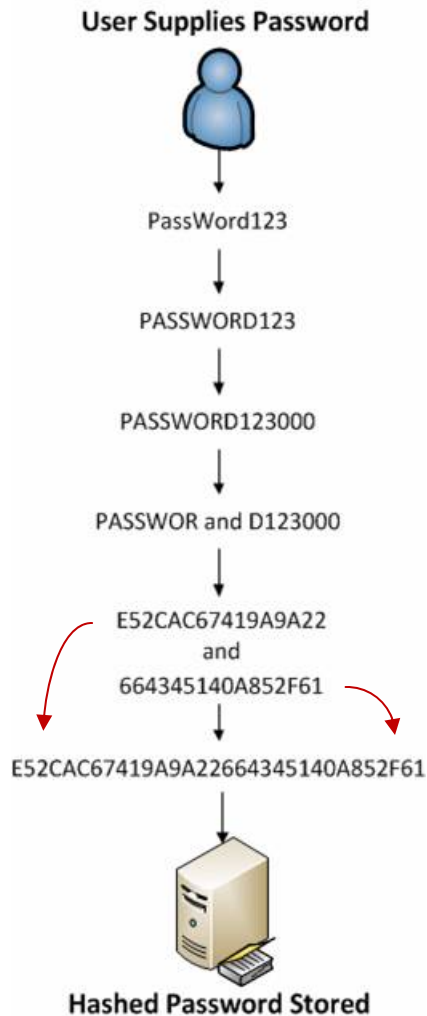 User Supplies Password
PassWord123
PASSWORD123
PASSWORD123000
PASSWOR and D123000
E52CAC67419A9A22
and
664345140A852F61
E52CAC67419A9A22664345140A852F61
Hashed Password Stored